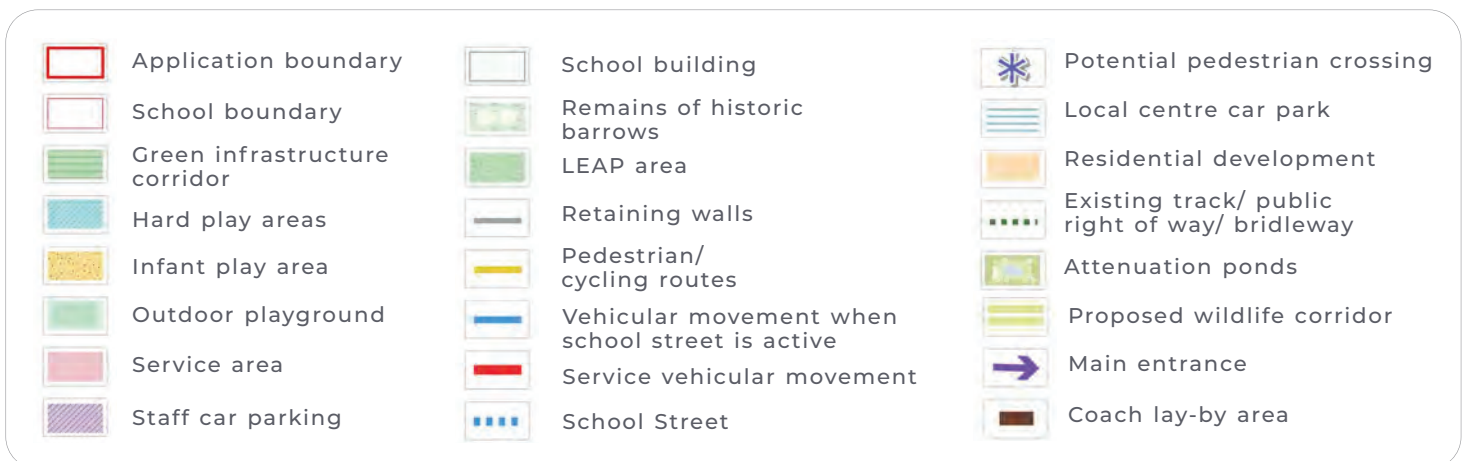 Application boundary
School boundary
Green infrastructure
corridor
Hard play areas
Infant play area
Outdoor playground
Service area
Staff car parking
School building
Remains of historic
barrows
LEAP area
Retaining walls
Pedestrian/
cycling routes
Vehicular movement when
school street is active
Service vehicular movement
School Street
Potential pedestrian crossing
Local centre car park
Residential development
Existing track/ public
right of way/ bridleway
Attenuation ponds
Proposed wildlife corridor
Main entrance
Coach lay-by area